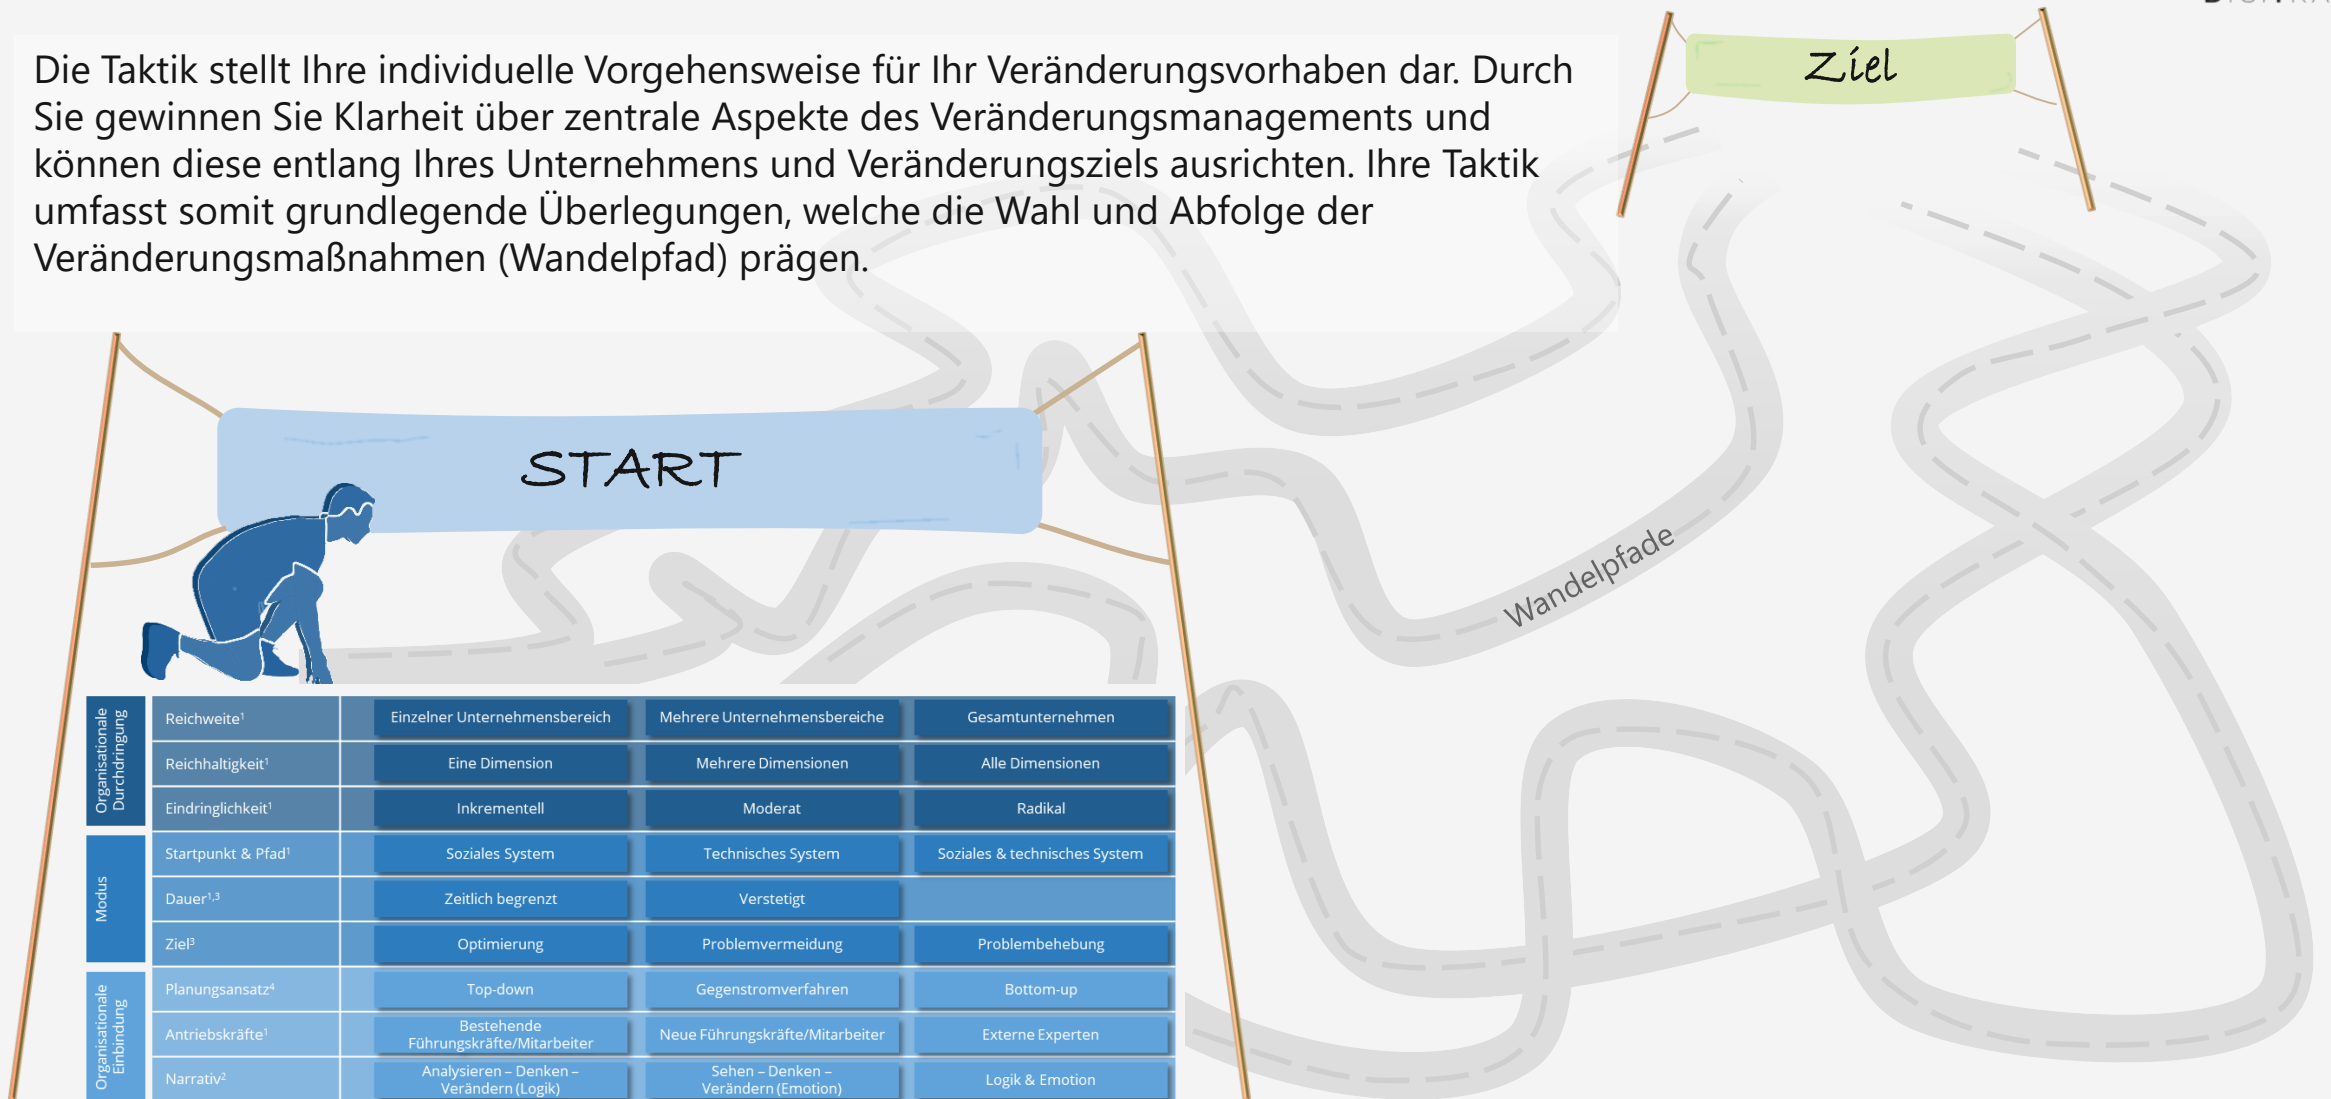 Die Taktik stellt Ihre individuelle Vorgehensweise für Ihr Veränderungsvorhaben dar. Durch
Sie gewinnen Sie Klarheit über zentrale Aspekte des Veränderungsmanagements und
können diese entlang Ihres Unternehmens und Veränderungsziels ausrichten. Ihre Taktik
umfasst somit grundlegende Überlegungen, welche die Wahl und Abfolge der
Veränderungsmaßnahmen (Wandelpfad) prägen.
Ziel
START
Wandelpfade
Organisationale
Durchdringung
Reichweite¹ Einzelner Unternehmensbereich Mehrere Unternehmensbereiche Gesamtunternehmen
Reichhaltigkeit¹ Eine Dimension Mehrere Dimensionen Alle Dimensionen
Eindringlichkeit¹ Inkrementell Moderat Radikal
Modus
Startpunkt & Pfad¹ Soziales System Technisches System Soziales & technisches System
Dauer¹,³ Zeitlich begrenzt Verstetigt
Ziel³ Optimierung Problemvermeidung Problembehebung
Organisationale
Einbindung
Planungsansatz⁴ Top-down Gegenstromverfahren Bottom-up
Antriebskräfte¹ Bestehende
Führungskräfte/Mitarbeiter Neue Führungskräfte/Mitarbeiter Externe Experten
Narrativ² Analysieren – Denken –
Verändern (Logik) Sehen – Denken –
Verändern (Emotion) Logik & Emotion